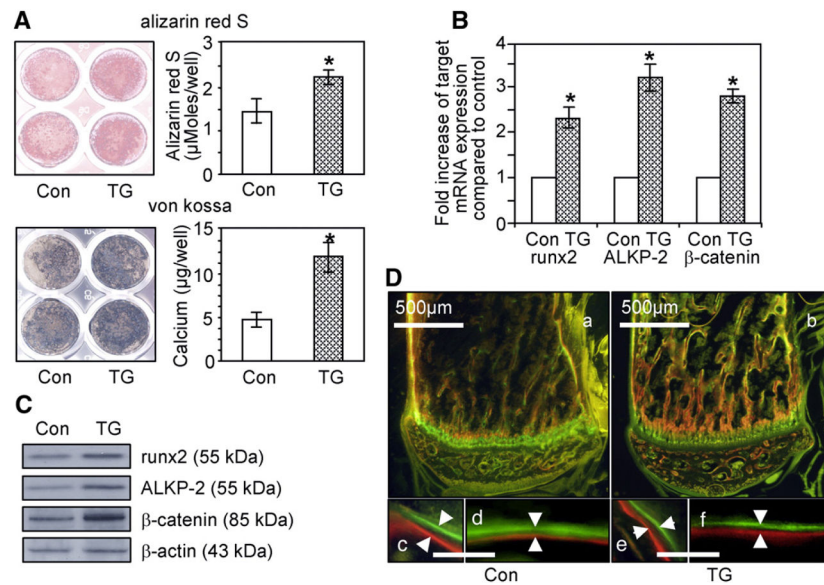 A
alizarin red S
Alizarin red S
(µMoles/well)
3
2
1
0
*
Con TG
Con TG
von kossa
Calcium (µg/well)
15
10
5
0
*
Con TG
Con TG
B
Fold increase of target
mRNA expression
compared to control
4
3
2
1
0
* * *
Con TG Con TG Con TG
runx2 ALKP-2 β-catenin
C
Con TG
runx2 (55 kDa)
ALKP-2 (55 kDa)
β-catenin (85 kDa)
β-actin (43 kDa)
D
500µm a
500µm b
c d e f
Con TG